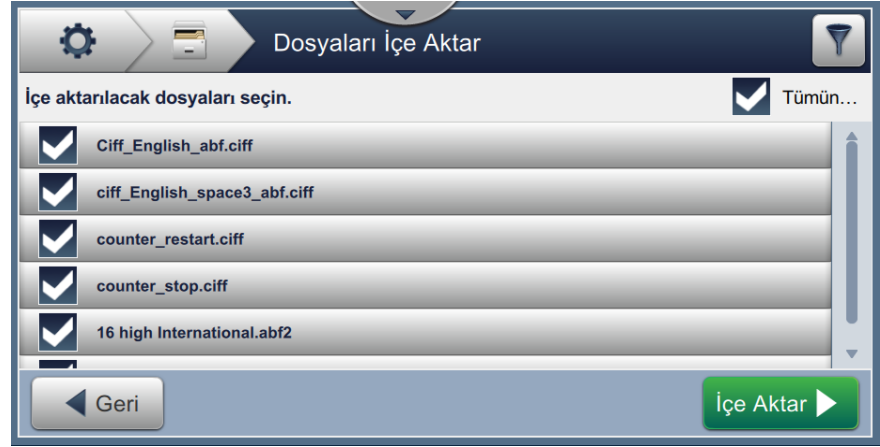 Dosyaları İçe Aktar
İçe aktarılacak dosyaları seçin.
Tümün...
Ciff_English_abf.ciff
ciff_English_space3_abf.ciff
counter_restart.ciff
counter_stop.ciff
16 high International.abf2
Geri
İçe Aktar